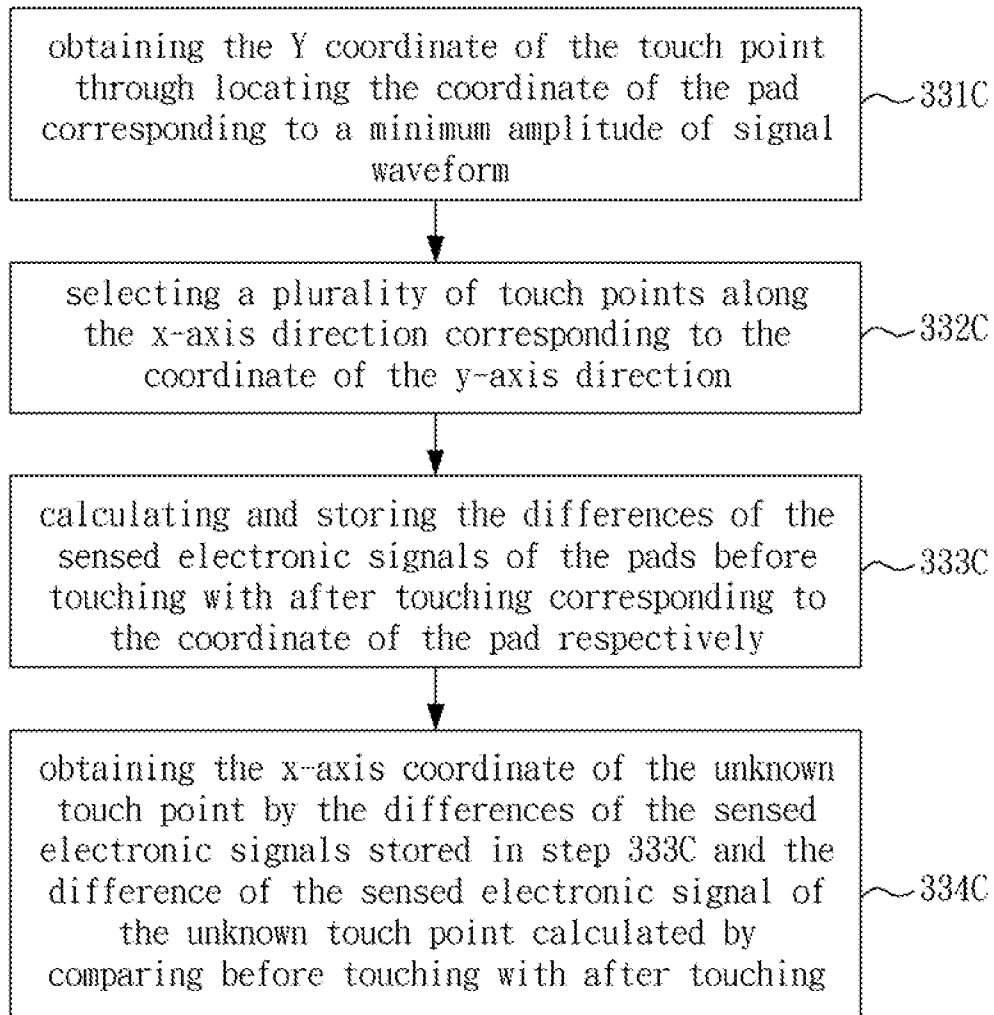 obtaining the Y coordinate of the touch point
through locating the coordinate of the pad
corresponding to a minimum amplitude of signal
waveform
331C
selecting a plurality of touch points along
the x-axis direction corresponding to the
coordinate of the y-axis direction
332C
calculating and storing the differences of the
sensed electronic signals of the pads before
touching with after touching corresponding to
the coordinate of the pad respectively
333C
obtaining the x-axis coordinate of the unknown
touch point by the differences of the sensed
electronic signals stored in step 333C and the
difference of the sensed electronic signal of
the unknown touch point calculated by
comparing before touching with after touching
334C